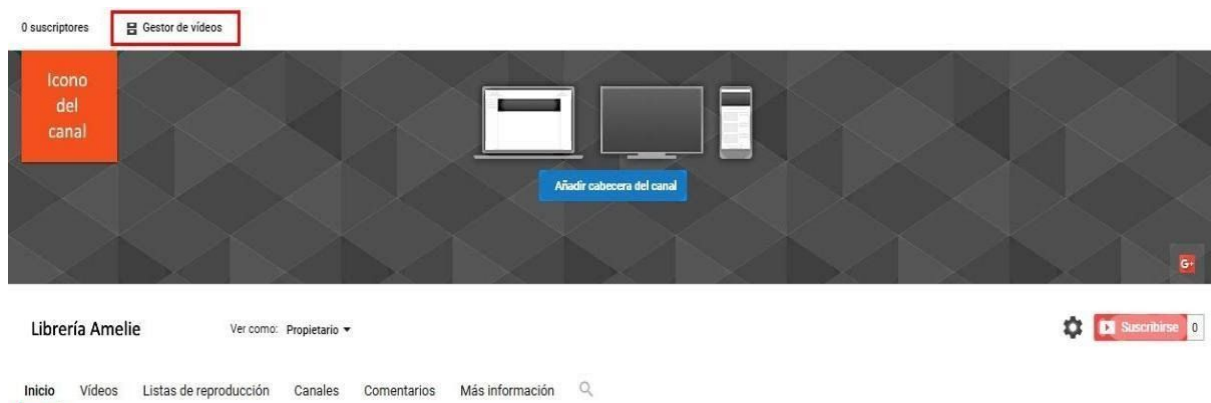 0 suscriptores Gestor de vídeos
Icono
del
canal
Añadir cabecera del canal
G+
Librería Amelie Ver como: Propietario
Suscribirse 0
Inicio Vídeos Listas de reproducción Canales Comentarios Más información